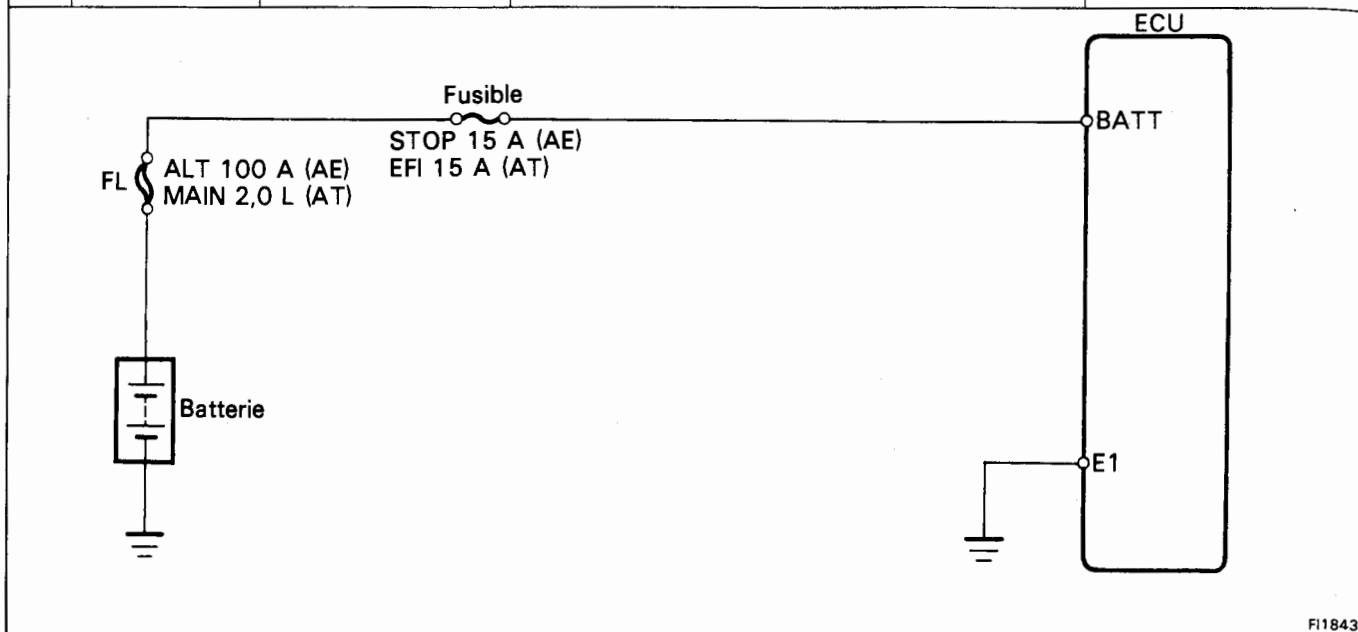 ECU
Fusible
BATT
STOP 15 A (AE)
EFI 15 A (AT)
FL
ALT 100 A (AE)
MAIN 2,0 L (AT)
Batterie
E1
FI1843